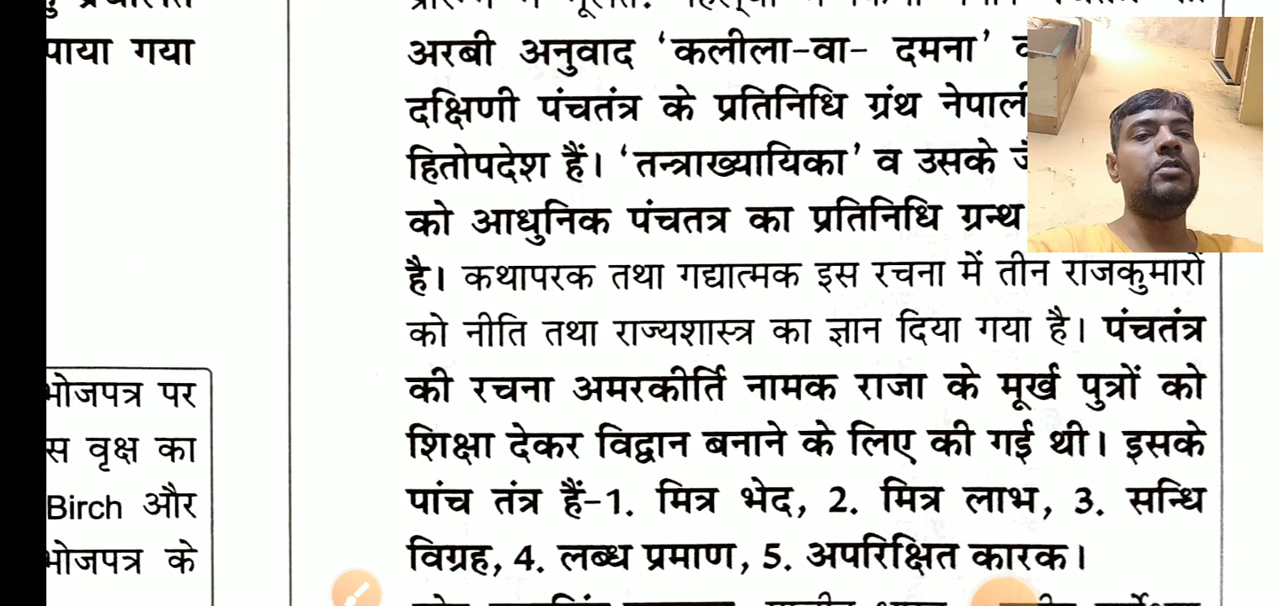 पाया गया
भोजपत्र पर
स वृक्ष का
Birch और
भोजपत्र के
अरबी अनुवाद ‘कलीला-वा- दमना’
दक्षिणी पंचतंत्र के प्रतिनिधि ग्रंथ नेपाली
हितोपदेश हैं। ‘तन्त्राख्यायिका’ व उसके
को आधुनिक पंचतत्र का प्रतिनिधि ग्रन्थ
है। कथापरक तथा गद्यात्मक इस रचना में तीन राजकुमारों
को नीति तथा राज्यशास्त्र का ज्ञान दिया गया है। पंचतंत्र
की रचना अमरकीर्ति नामक राजा के मूर्ख पुत्रों को
शिक्षा देकर विद्वान बनाने के लिए की गई थी। इसके
पांच तंत्र हैं-1. मित्र भेद, 2. मित्र लाभ, 3. सन्धि
विग्रह, 4. लब्ध प्रमाण, 5. अपरिक्षित कारक।